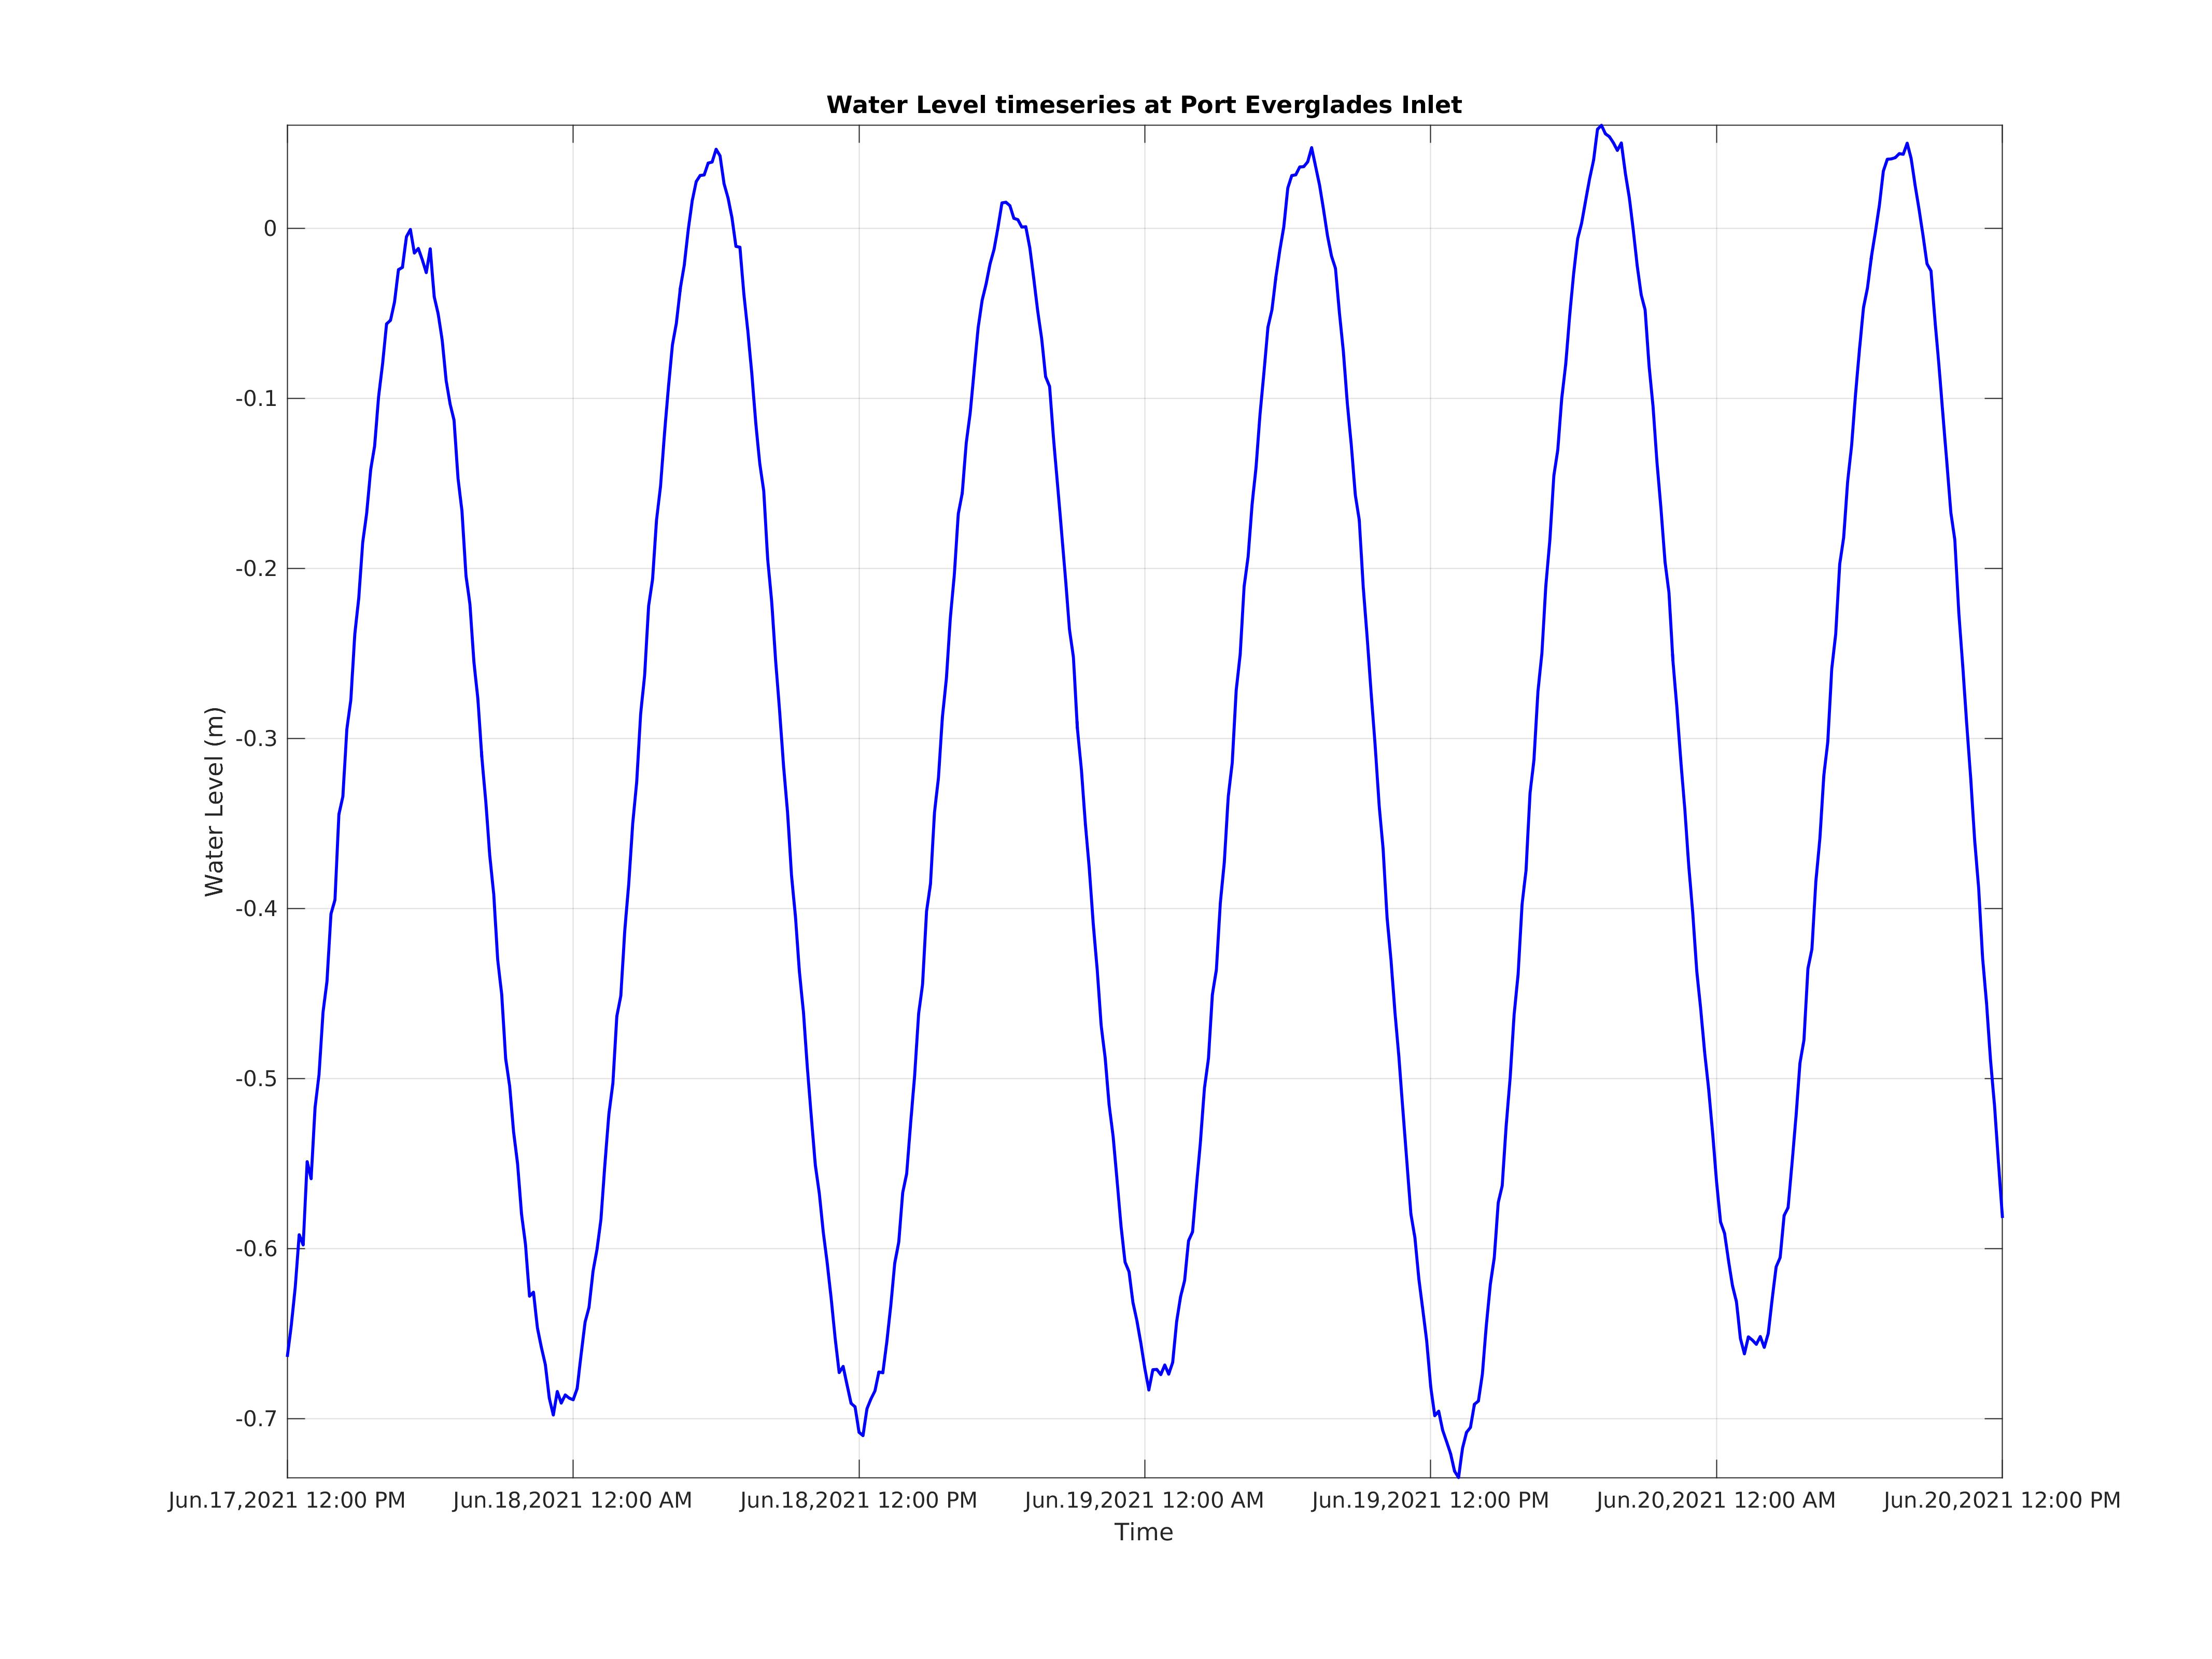 Water Level timeseries at Port Everglades Inlet
0
-0.1
-0.2
-0.3
-0.4
-0.5
-0.6
-0.7
Water Level (m)
Jun.17,2021 12:00 PM
Jun.18,2021 12:00 AM
Jun.18,2021 12:00 PM
Jun.19,2021 12:00 AM
Jun.19,2021 12:00 PM
Jun.20,2021 12:00 AM
Jun.20,2021 12:00 PM
Time